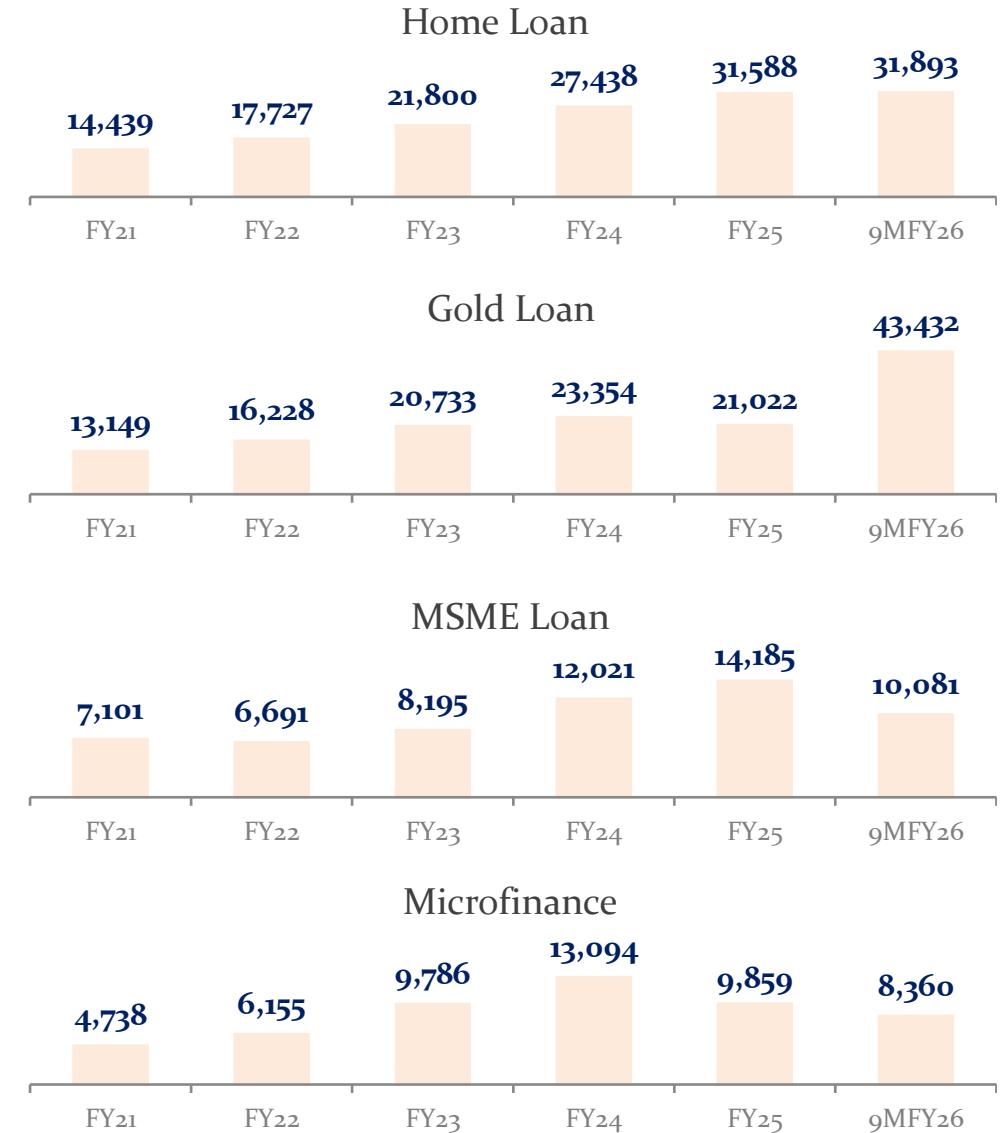 Home Loan
14,439 17,727 21,800 27,438 31,588 31,893
FY21 FY22 FY23 FY24 FY25 9MFY26
Gold Loan
13,149 16,228 20,733 23,354 21,022 43,432
FY21 FY22 FY23 FY24 FY25 9MFY26
MSME Loan
7,101 6,691 8,195 12,021 14,185 10,081
FY21 FY22 FY23 FY24 FY25 9MFY26
Microfinance
4,738 6,155 9,786 13,094 9,859 8,360
FY21 FY22 FY23 FY24 FY25 9MFY26